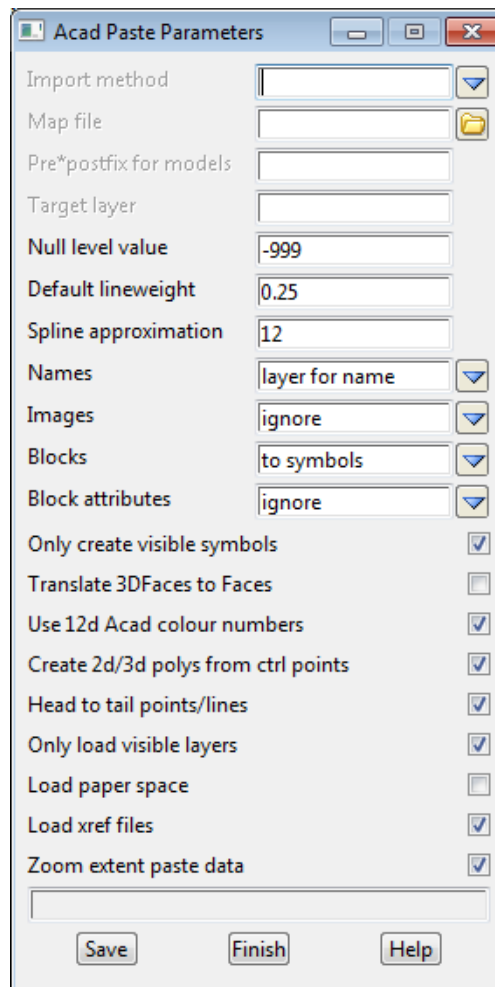 Acad Paste Parameters
Import method
Map file
Pre*postfix for models
Target layer
Null level value -999
Default lineweight 0.25
Spline approximation 12
Names layer for name
Images ignore
Blocks to symbols
Block attributes ignore
Only create visible symbols
Translate 3DFaces to Faces
Use 12d Acad colour numbers
Create 2d/3d polys from ctrl points
Head to tail points/lines
Only load visible layers
Load paper space
Load xref files
Zoom extent paste data
Save Finish Help